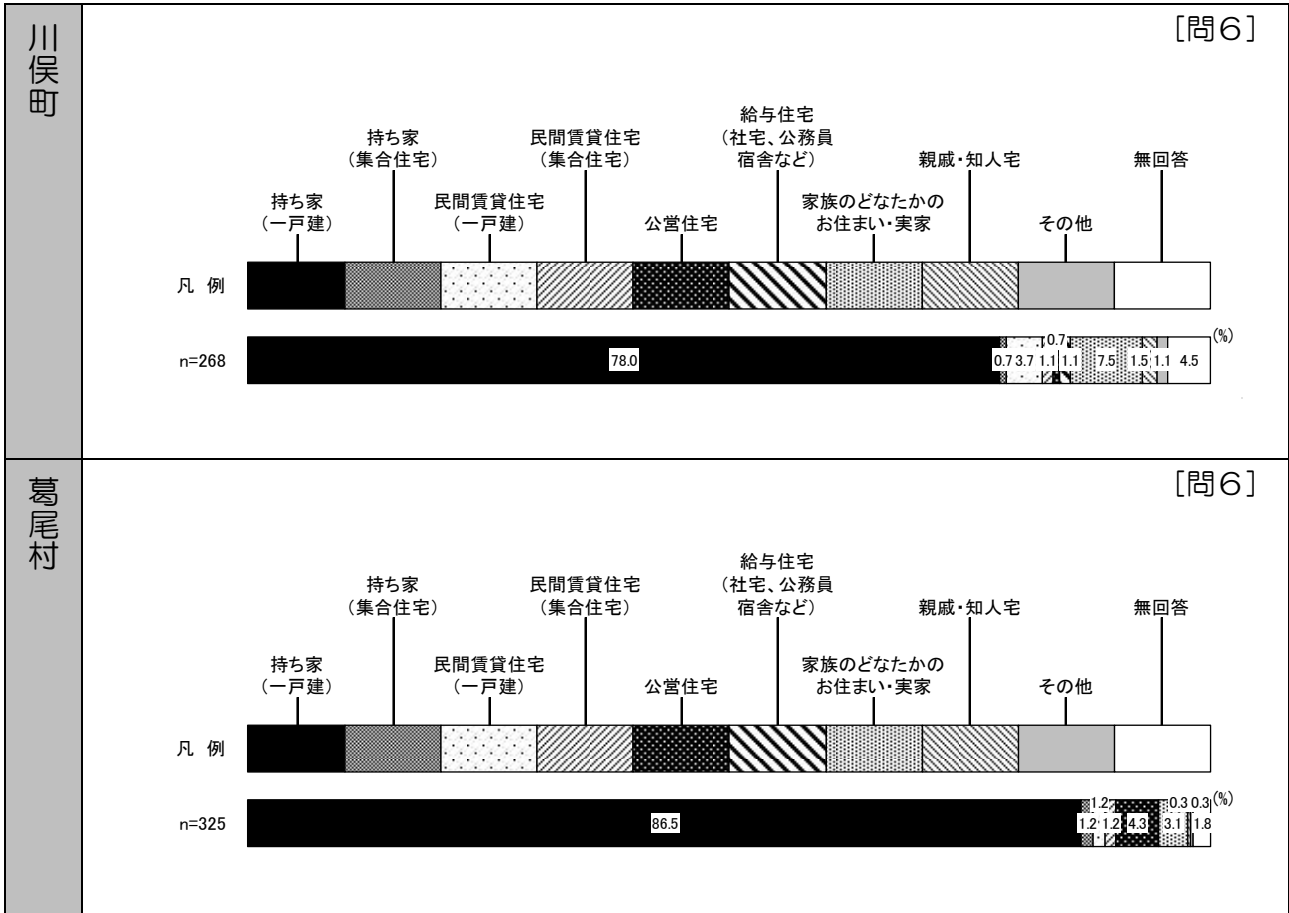 川俣町
[問6]
給与住宅
持ち家
民間賃貸住宅
(社宅、公務員
(集合住宅)
(集合住宅)
宿舎など)
親戚・知人宅
無回答
持ち家
民間賃貸住宅
家族のどなたかの
(一戸建)
(一戸建)
公営住宅
お住まい・実家
その他
凡 例
(%)
n=268
78.0
0.7
3.7
1.1
0.7
1.1
7.5
1.5
1.1
4.5
葛尾村
[問6]
給与住宅
持ち家
民間賃貸住宅
(社宅、公務員
(集合住宅)
(集合住宅)
宿舎など)
親戚・知人宅
無回答
持ち家
民間賃貸住宅
家族のどなたかの
(一戸建)
(一戸建)
公営住宅
お住まい・実家
その他
凡 例
(%)
n=325
86.5
1.2
1.2
1.2
4.3
3.1
0.3
0.3
1.8